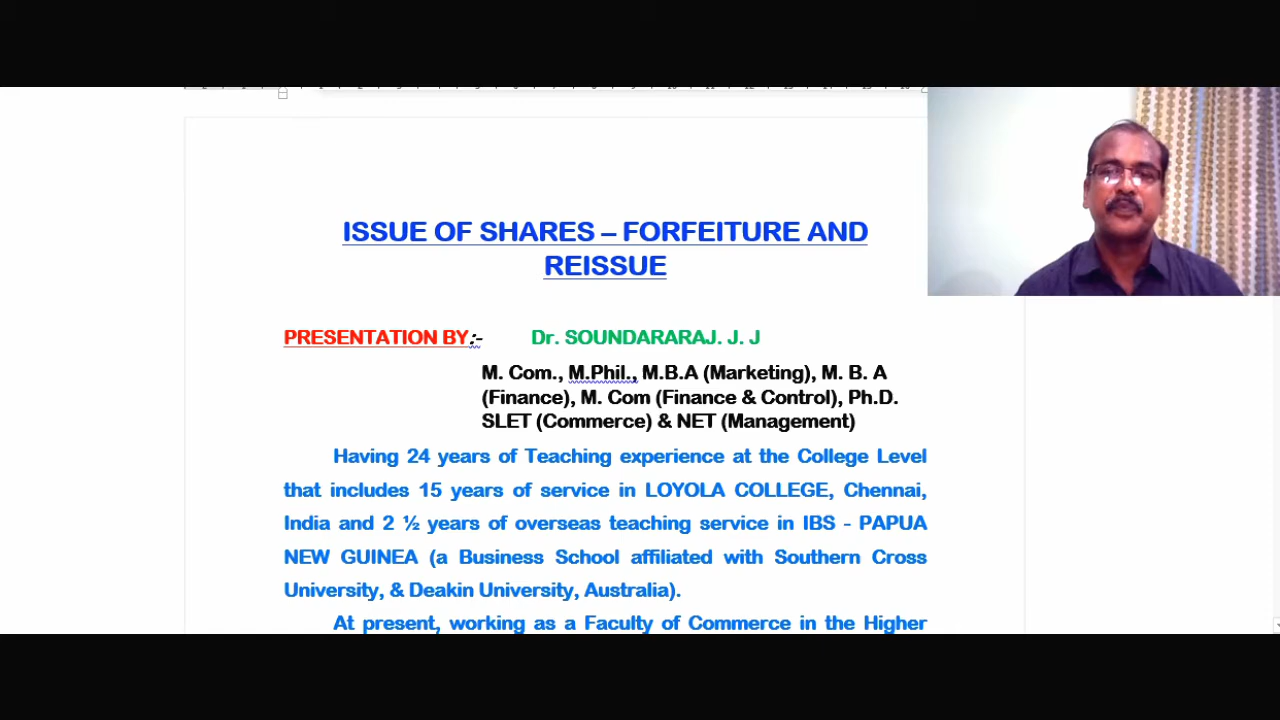 ISSUE OF SHARES – FORFEITURE AND
REISSUE
PRESENTATION BY:- Dr. SOUNDARARAJ. J. J
M. Com., M.Phil., M.B.A (Marketing), M. B. A
(Finance), M. Com (Finance & Control), Ph.D.
SLET (Commerce) & NET (Management)
Having 24 years of Teaching experience at the College Level
that includes 15 years of service in LOYOLA COLLEGE, Chennai,
India and 2 ½ years of overseas teaching service in IBS - PAPUA
NEW GUINEA (a Business School affiliated with Southern Cross
University, & Deakin University, Australia).
At present, working as a Faculty of Commerce in the Higher